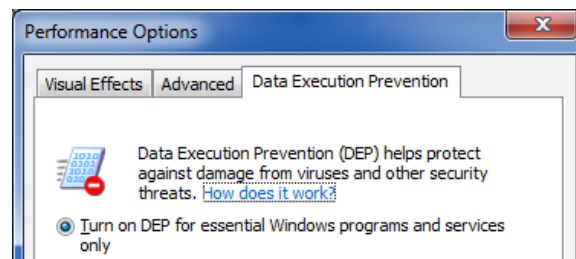 Performance Options
Visual Effects Advanced Data Execution Prevention
Data Execution Prevention (DEP) helps protect
against damage from viruses and other security
threats. How does it work?
Turn on DEP for essential Windows programs and services
only